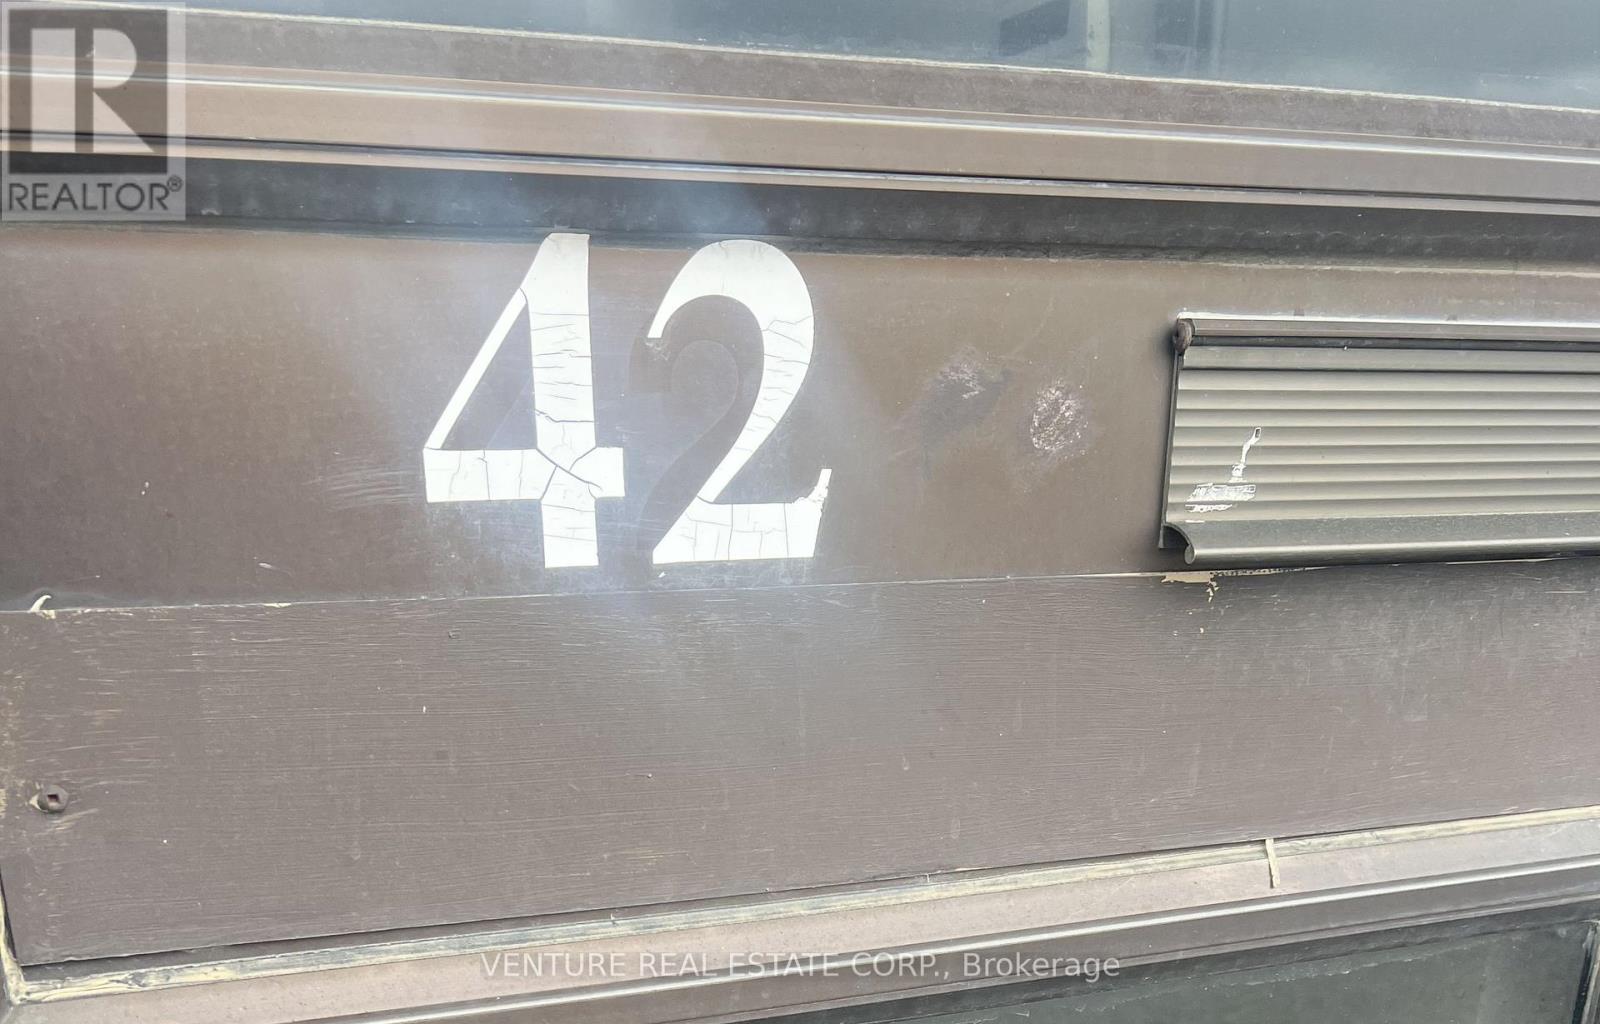 REALTOR®
42
VENTURE REAL ESTATE CORP., Brokerage